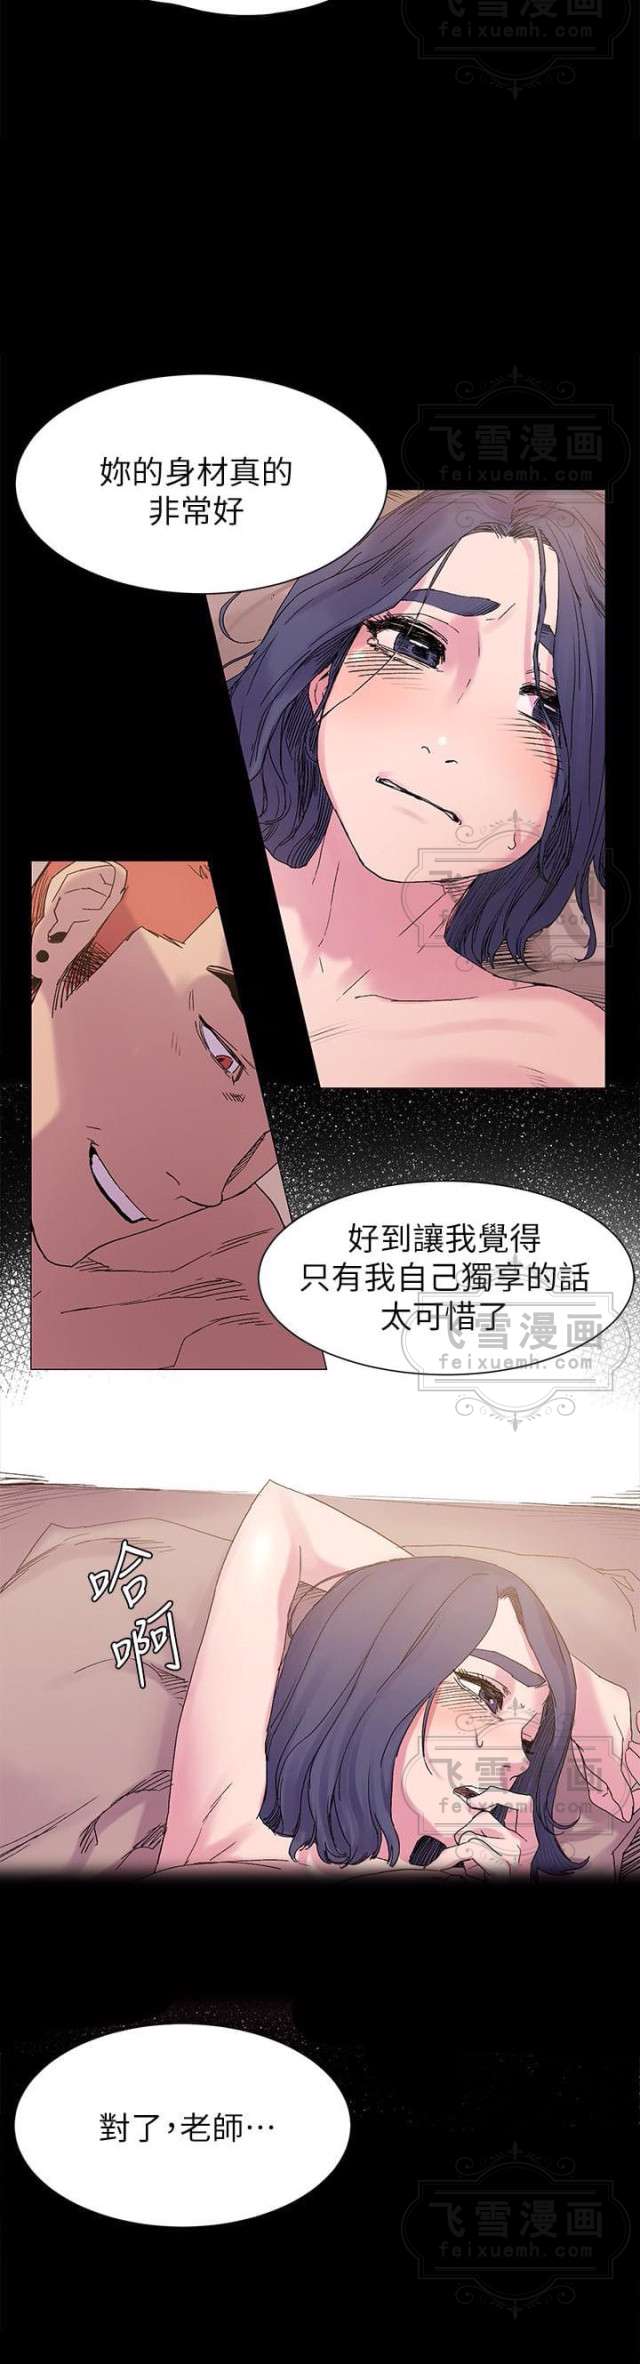 飞雪漫画
feixuemh.com
飞雪漫画
feixuemh.com
妳的身材真的
非常好
好到讓我覺得
只有我自己獨享的話
太可惜了
飞雪漫画
feixuemh.com
哈
啊
飞雪漫画
feixuemh.com
對了，老師…
飞雪漫画
feixuemh.com